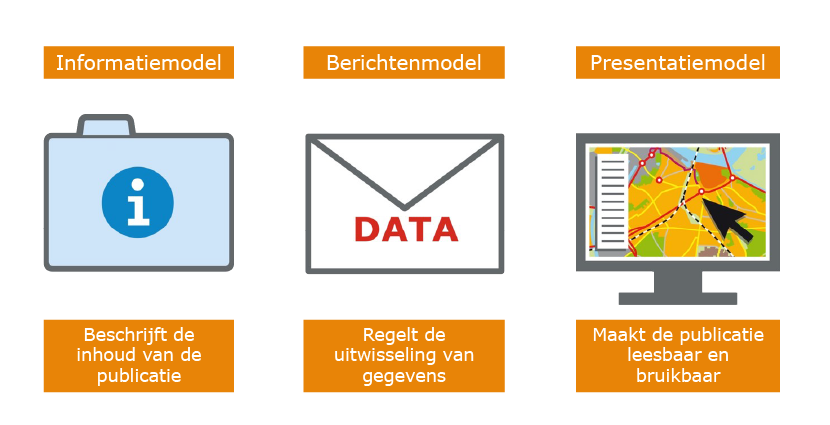 Informatiemodel
Berichtenmodel
Presentatiemodel
i
DATA
Beschrijft de
inhoud van de
publicatie
Regelt de
uitwisseling van
gegevens
Maakt de publicatie
leesbaar en
bruikbaar